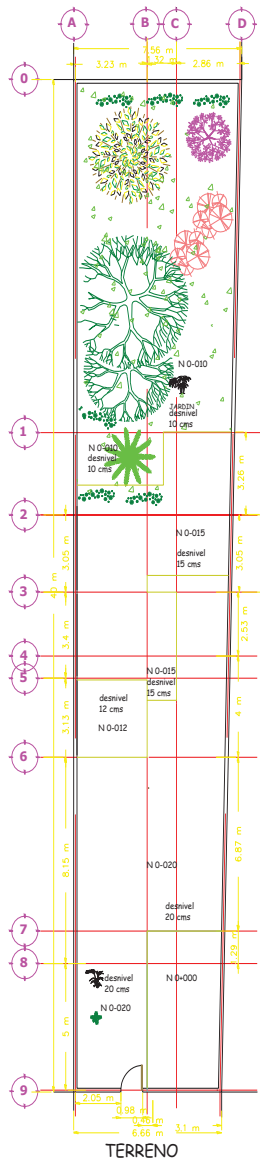 A B C D
7.56 m
3.23 m .32 m 2.86 m
0
N 0-010
JARDIN
desnivel
10 cms
1
N 0-010
desnivel
10 cms
3.26 m
2
N 0-015
desnivel
15 cms
3.05 m
3.05 m
3
3.4 m
2.53 m
4
5
N 0-015
desnivel
15 cms
desnivel
12 cms
N 0-012
3.13 m
4 m
6
8.15 m
6.87 m
N 0-020
desnivel
20 cms
7
8
desnivel
20 cms
N 0+000
N 0-020
5 m
9
2.05 m
0.98 m
6.66 m
3.1 m
TERRENO